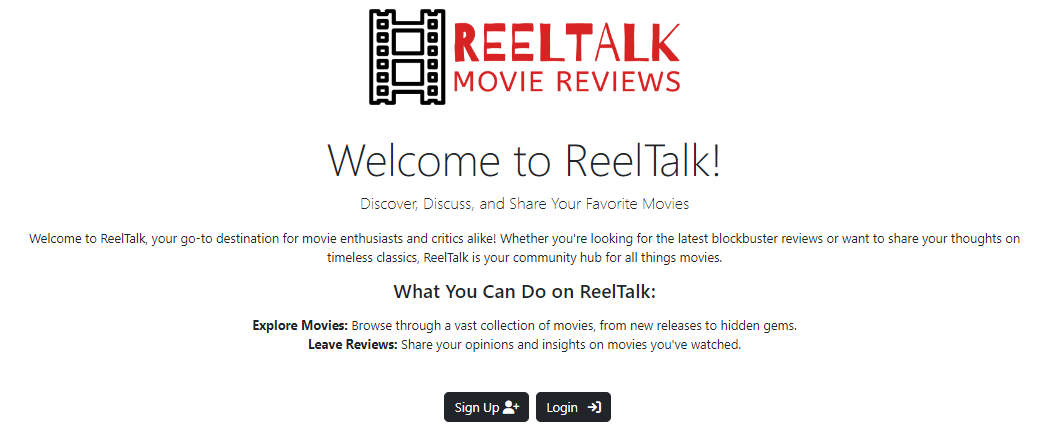 REELTALK
MOVIE REVIEWS
Welcome to ReelTalk!
Discover, Discuss, and Share Your Favorite Movies
Welcome to ReelTalk, your go-to destination for movie enthusiasts and critics alike! Whether you're looking for the latest blockbuster reviews or want to share your thoughts on
timeless classics, ReelTalk is your community hub for all things movies.
What You Can Do on ReelTalk:
Explore Movies: Browse through a vast collection of movies, from new releases to hidden gems.
Leave Reviews: Share your opinions and insights on movies you've watched.
Sign Up Login